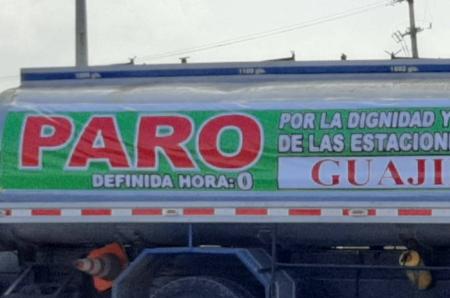 PARO
DEFINIDA HORA: 0
POR LA DIGNIDAD Y
DE LAS ESTACION
GUAJI